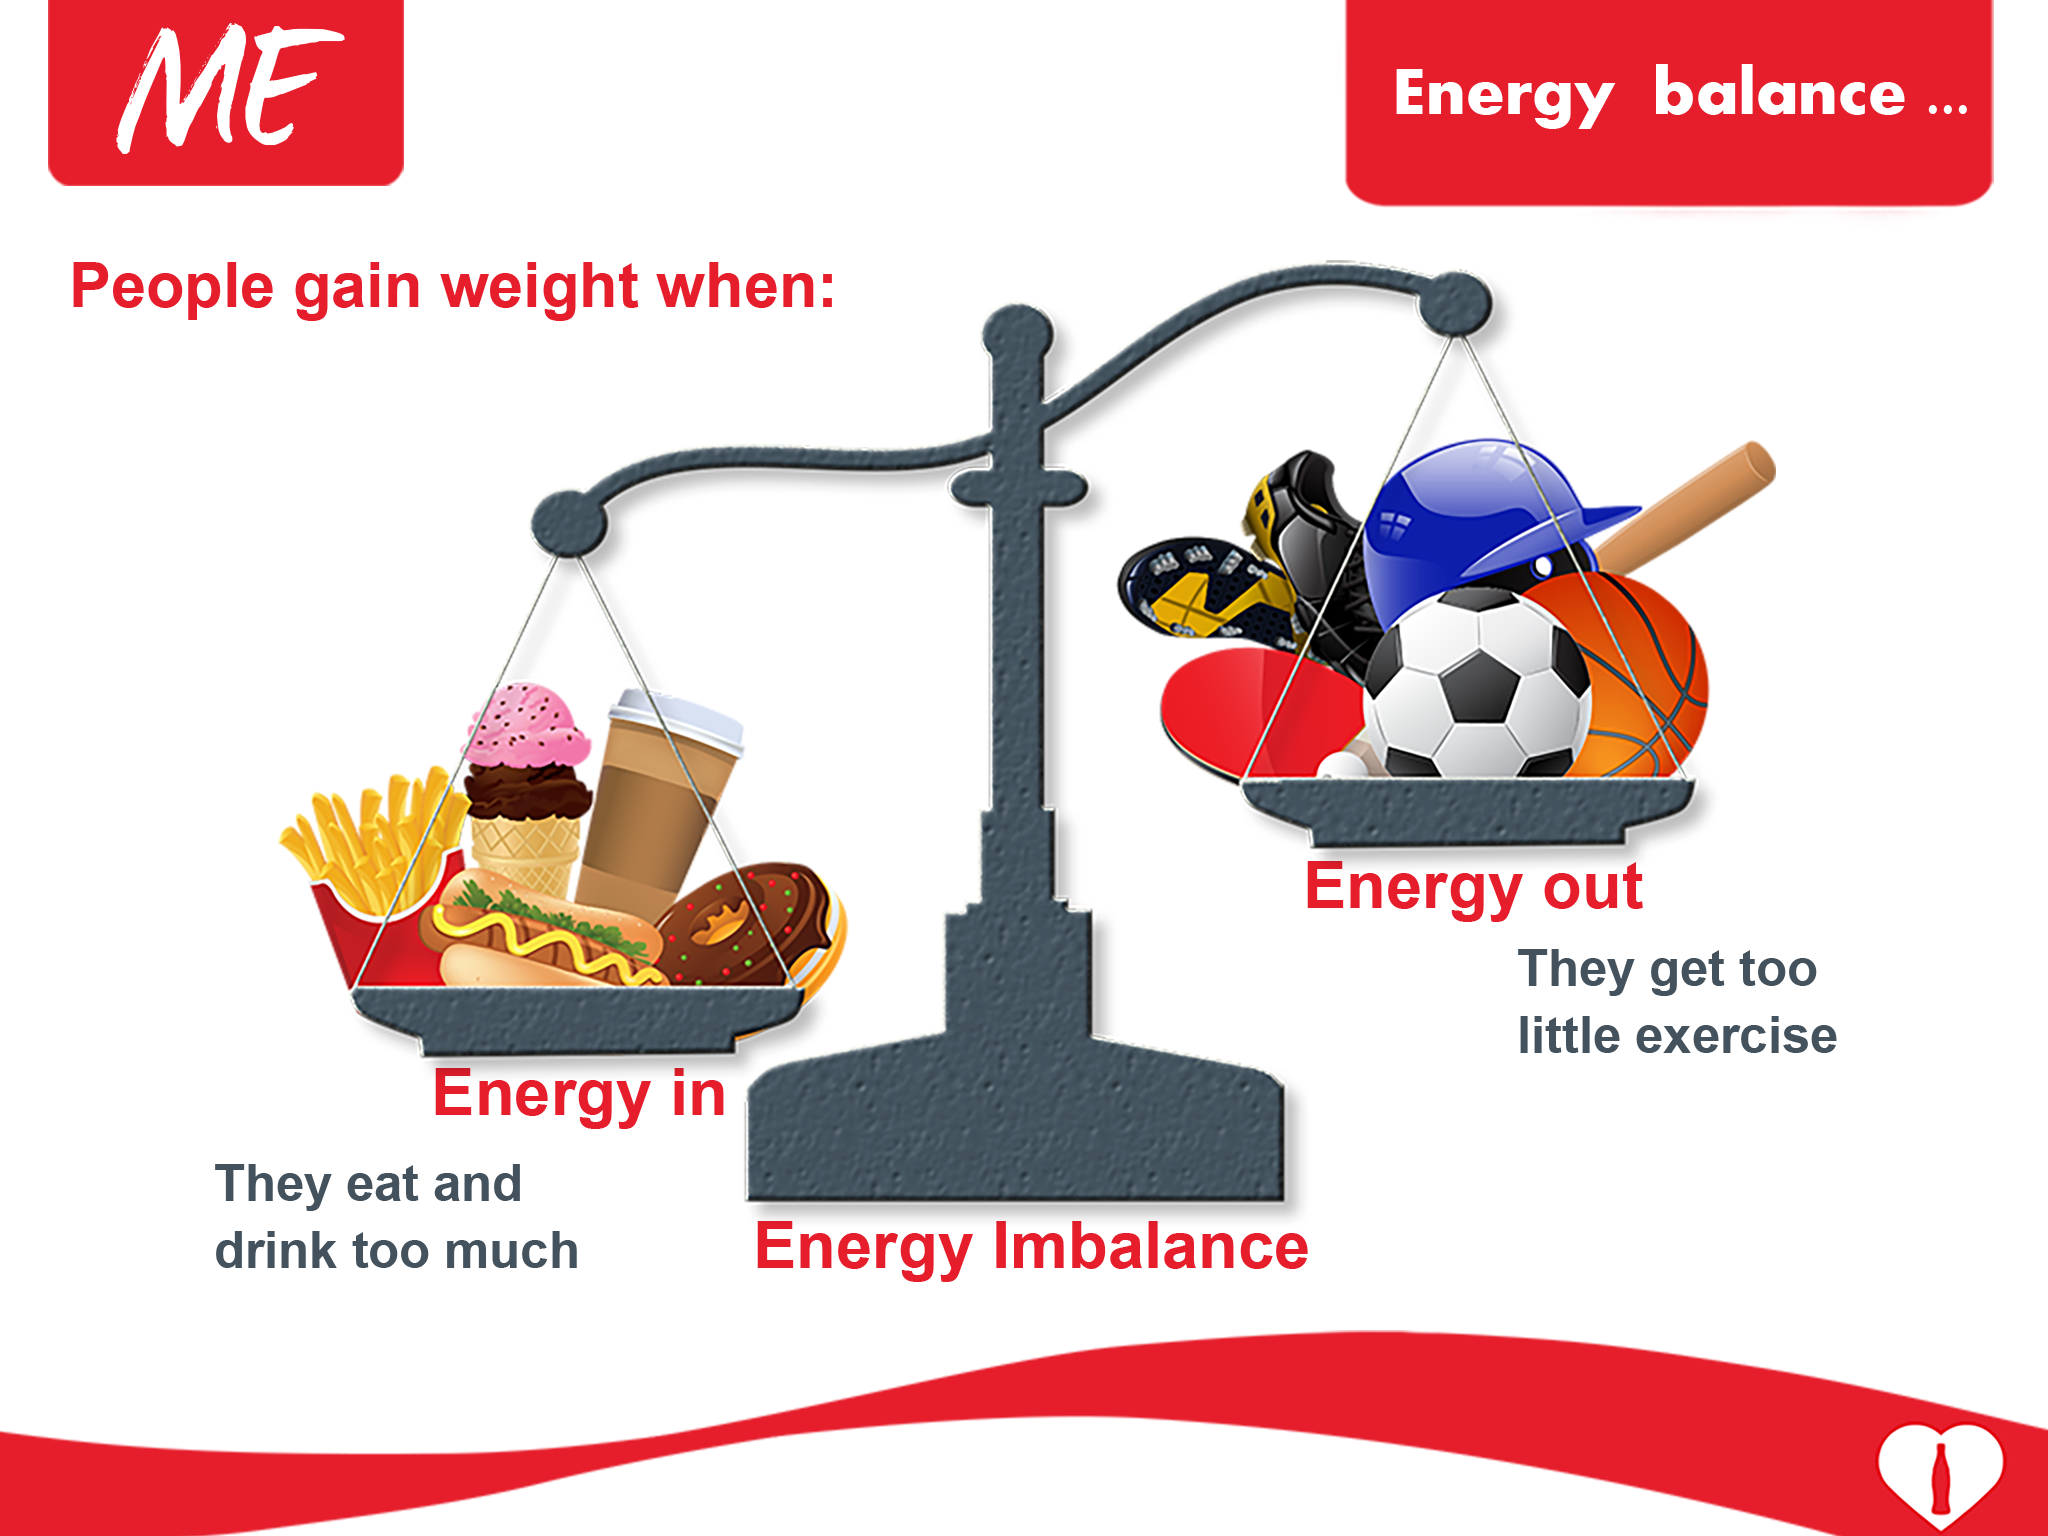 ME
Energy balance ...
People gain weight when:
Energy out
They get too
little exercise
Energy in
They eat and
drink too much
Energy Imbalance